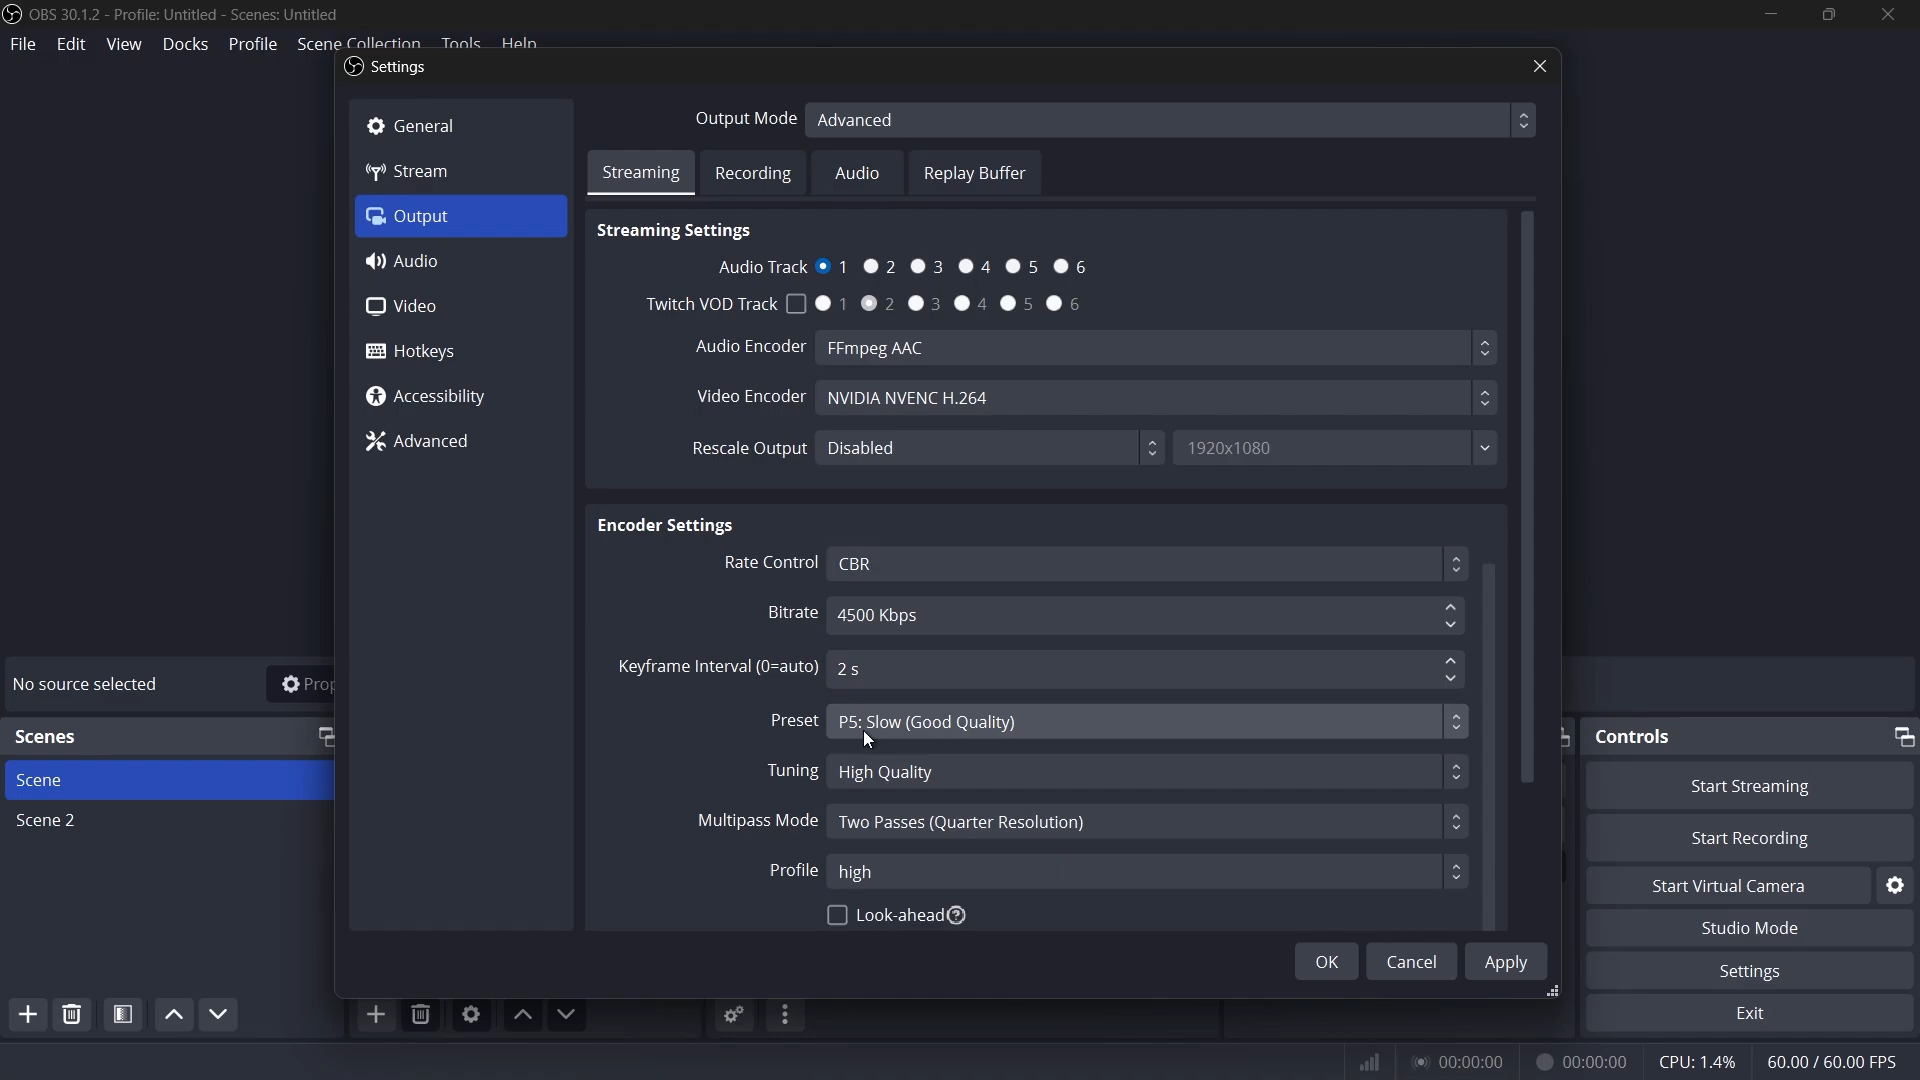 OBS 30.1.2 - Profile: Untitled - Scenes: Untitled
File Edit View Docks Profile Scene Collection Tools Help
Settings
General
Stream
Output
Audio
Video
Hotkeys
Accessibility
Advanced
Output Mode Advanced
Streaming Recording Audio Replay Buffer
Streaming Settings
Audio Track 1 2 3 4 5 6
Twitch VOD Track 1 2 3 4 5 6
Audio Encoder FFmpeg AAC
Video Encoder NVIDIA NVENC H.264
Rescale Output Disabled 1920x1080
Encoder Settings
Rate Control CBR
Bitrate 4500 Kbps
Keyframe Interval (0=auto) 2 s
Preset P5: Slow (Good Quality)
Tuning High Quality
Multipass Mode Two Passes (Quarter Resolution)
Profile high
Look-ahead
OK Cancel Apply
No source selected Prop
Scenes
Scene
Scene 2
Controls
Start Streaming
Start Recording
Start Virtual Camera
Studio Mode
Settings
Exit
00:00:00 00:00:00 CPU: 1.4% 60.00 / 60.00 FPS